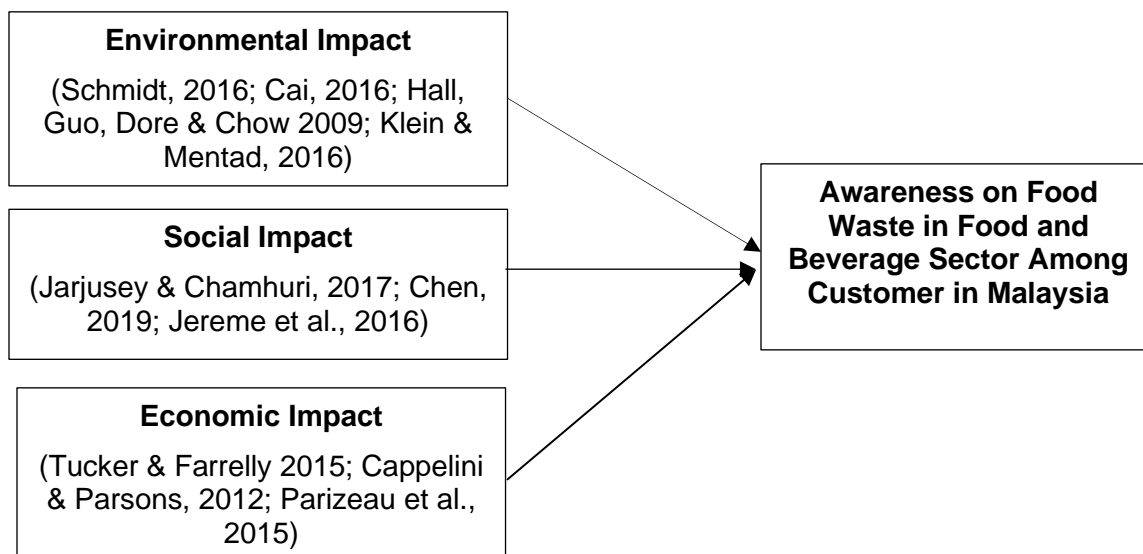 Environmental Impact
(Schmidt, 2016; Cai, 2016; Hall,
Guo, Dore & Chow 2009; Klein &
Mentad, 2016)
Social Impact
(Jarjusey & Chamhuri, 2017; Chen,
2019; Jereme et al., 2016)
Economic Impact
(Tucker & Farrelly 2015; Cappelini
& Parsons, 2012; Parizeau et al.,
2015)
Awareness on Food
Waste in Food and
Beverage Sector Among
Customer in Malaysia